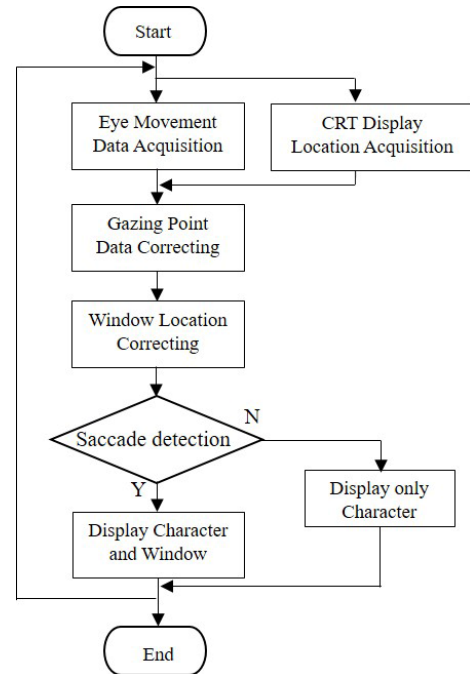 Start
Eye Movement
Data Acquisition
CRT Display
Location Acquisition
Gazing Point
Data Correcting
Window Location
Correcting
Saccade detection
N
Y
Display only
Character
Display Character
and Window
End